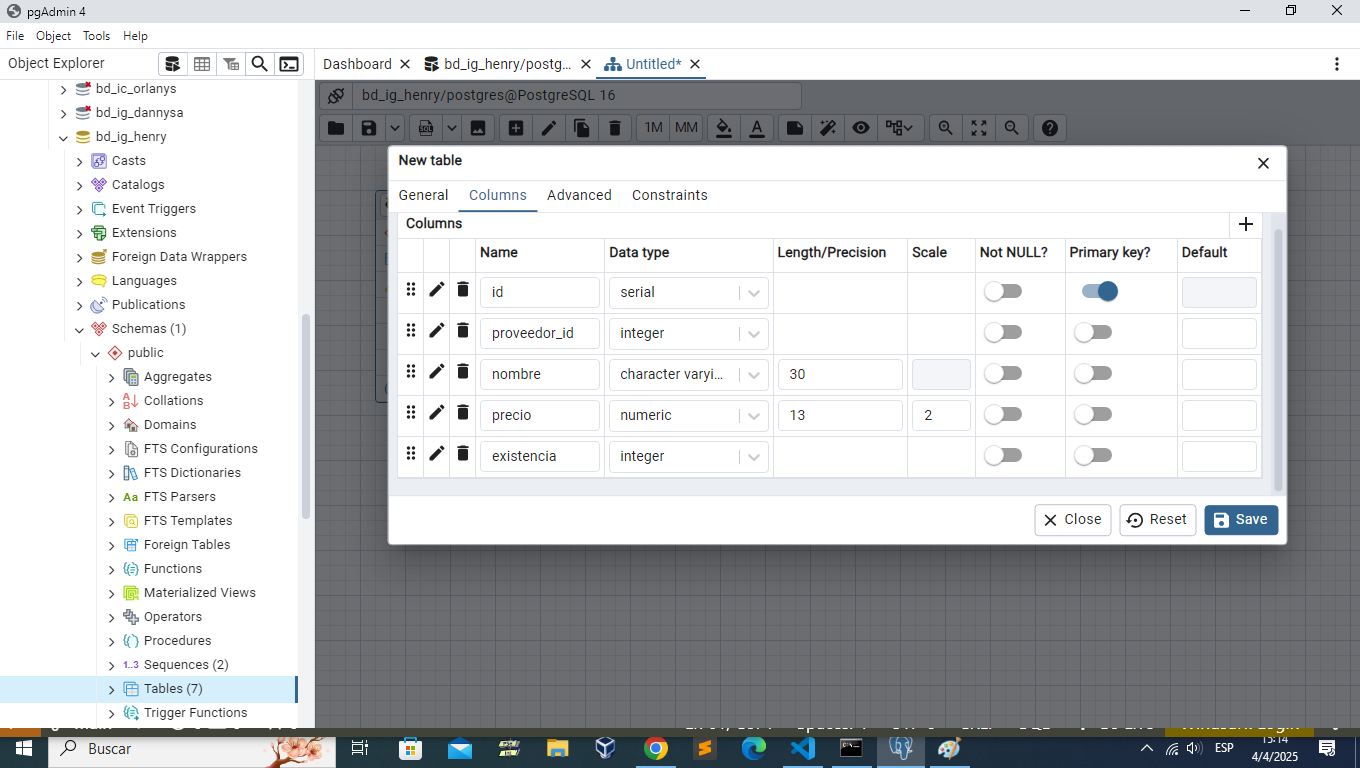 pgAdmin 4
File Object Tools Help
Object Explorer
Dashboard
bd_ig_henry/postg...
Untitled*
bd_ig_henry/postgres@PostgreSQL 16
SQL
1M MM
bd_ic_orlanys
bd_ig_dannysa
bd_ig_henry
Casts
Catalogs
Event Triggers
Extensions
Foreign Data Wrappers
Languages
Publications
Schemas (1)
public
Aggregates
Collations
Domains
FTS Configurations
FTS Dictionaries
Aa FTS Parsers
FTS Templates
Foreign Tables
Functions
Materialized Views
Operators
Procedures
1..3 Sequences (2)
Tables (7)
Trigger Functions
New table
General Columns Advanced Constraints
Columns
Name Data type Length/Precision Scale Not NULL? Primary key? Default
id serial
proveedor_id integer
nombre character varyi... 30
precio numeric 13 2
existencia integer
Close Reset Save
Buscar
ESP
13:14
4/4/2025